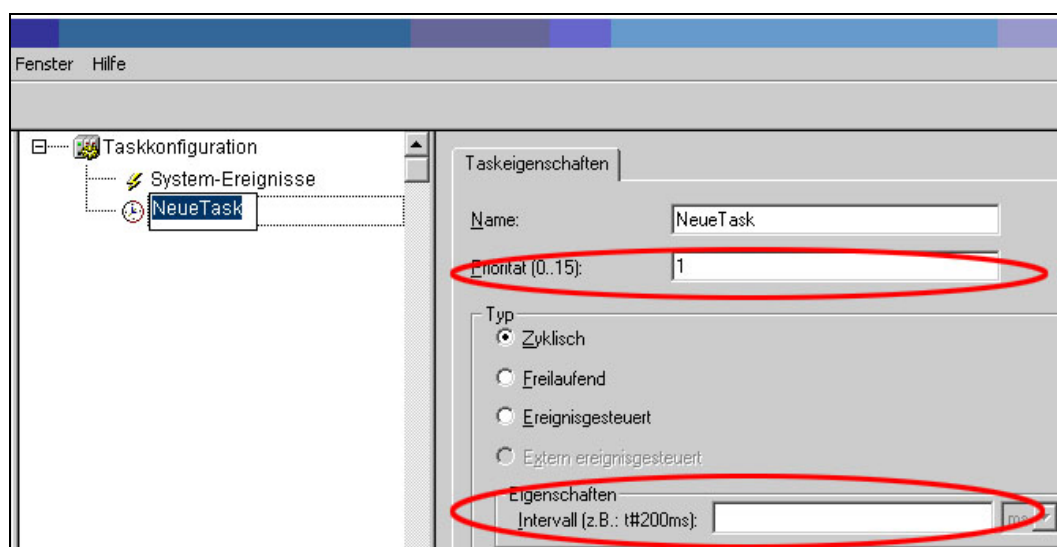 Fenster Hilfe
Taskkonfiguration
System-Ereignisse
NeueTask
Taskeigenschaften
Name: NeueTask
Priorität (0..15): 1
Typ
Zyklisch
Freilaufend
Ereignisgesteuert
Extern ereignisgesteuert
Eigenschaften
Intervall (z.B.: t#200ms): ms